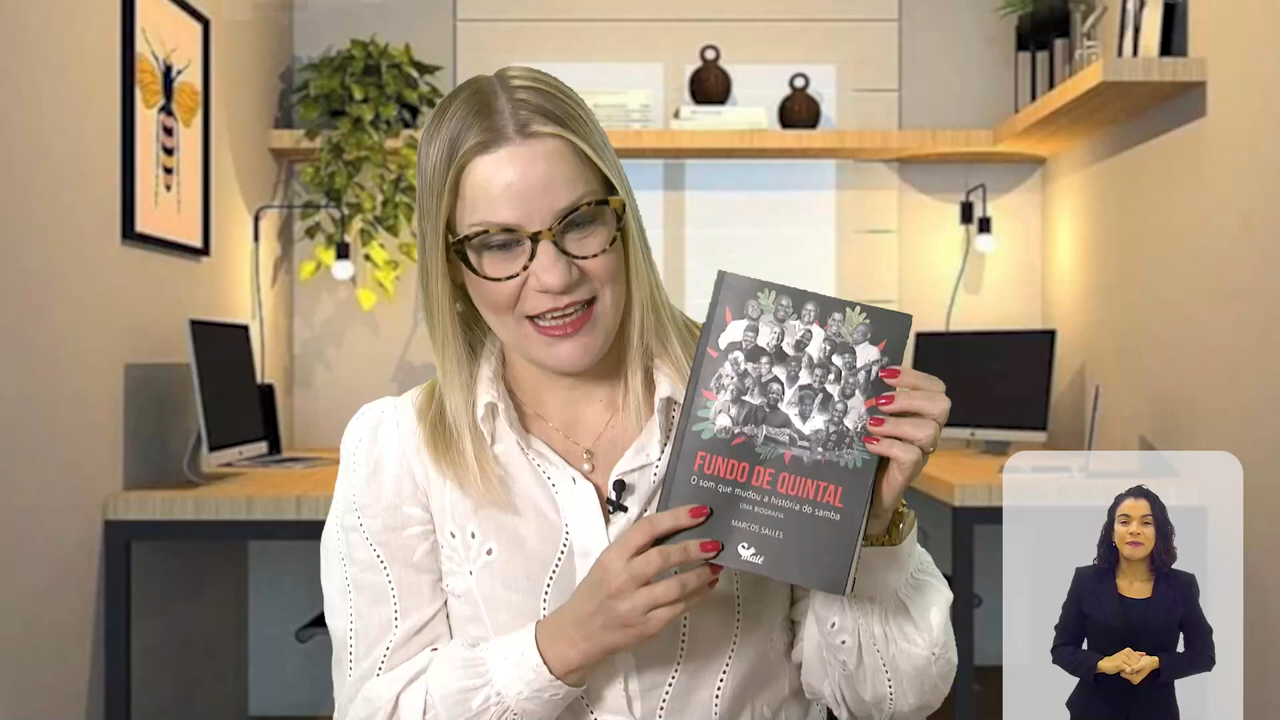 FUNDO DE QUINTAL
O som que mudou a história do samba
UMA BIOGRAFIA
MARCOS SALLES
malê